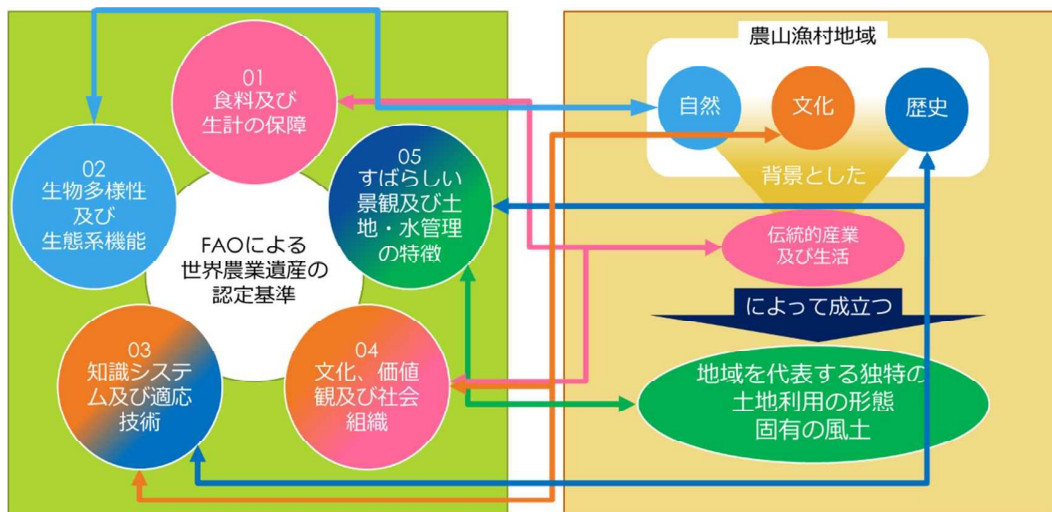 01
食料及び
生計の保障
02
生物多様性
及び
生態系機能
05
すばらしい
景観及び土
地・水管理
の特徴
FAOによる
世界農業遺産の
認定基準
03
知識システ
ム及び適応
技術
04
文化、価値
観及び社会
組織
農山漁村地域
自然
文化
歴史
背景とした
伝統的産業
及び生活
によって成立つ
地域を代表する独特の
土地利用の形態
固有の風土